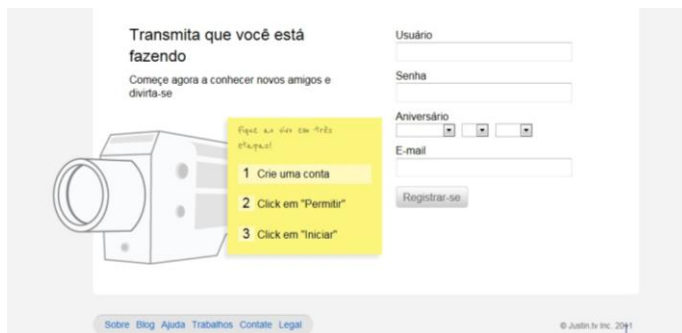 Transmita que você está
fazendo
Começe agora a conhecer novos amigos e
divirta-se
Fique ao vivo com três
etapas!
1 Crie uma conta
2 Click em "Permitir"
3 Click em "Iniciar"
Usuário
Senha
Aniversário
E-mail
Registrar-se
Sobre Blog Ajuda Trabalhos Contate Legal
© Justin.tv Inc. 2011